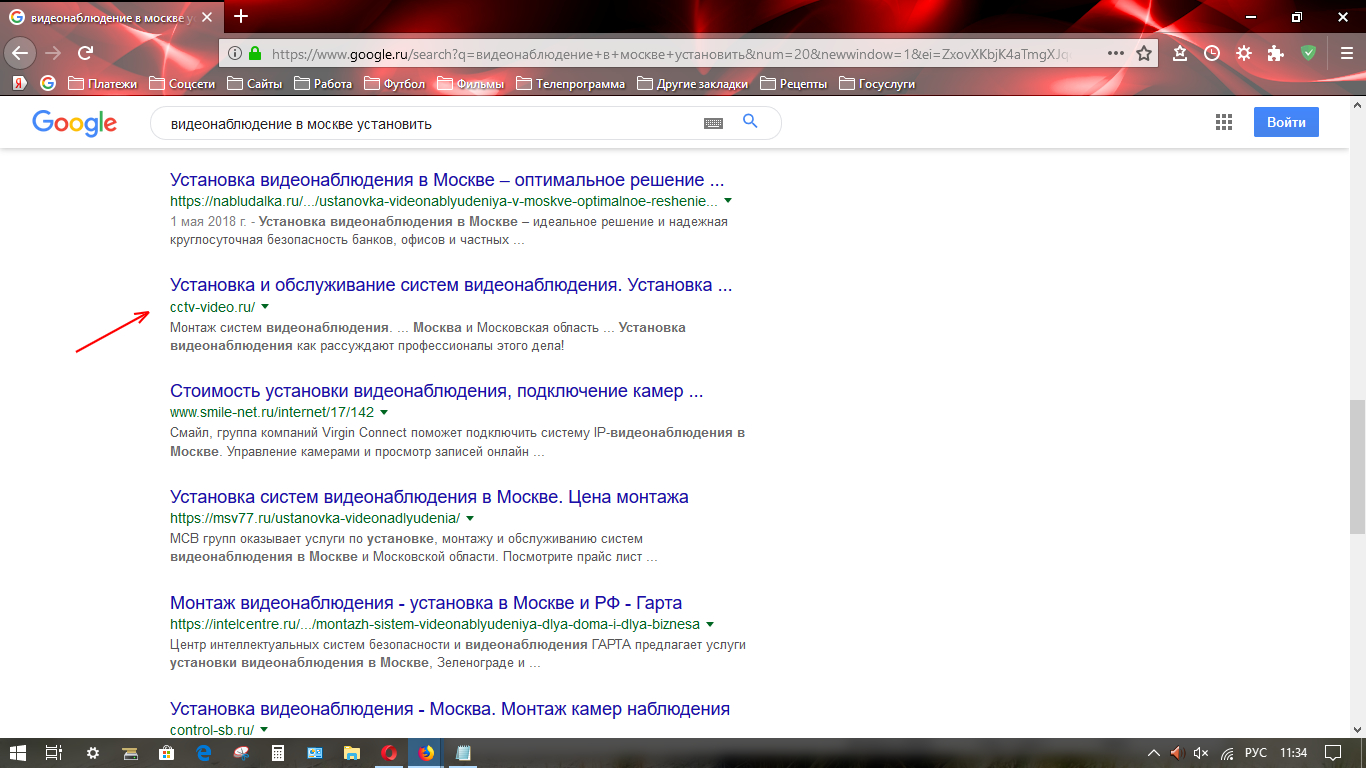 видеонаблюдение в москве у
https://www.google.ru/search?q=видеонаблюдение+в+москве+установить&num=20&newwindow=1&ei=ZxovXKbjK4aTmgXJq
Платежи Соцсети Сайты Работа Футбол Фильмы Телепрограмма Другие закладки Рецепты Госуслуги
Google видеонаблюдение в москве установить Войти
Установка видеонаблюдения в Москве – оптимальное решение ...
https://nabludalka.ru/.../ustanovka-videonablyudeniya-v-moskve-optimalnoe-reshenie...
1 мая 2018 г. - Установка видеонаблюдения в Москве – идеальное решение и надежная
круглосуточная безопасность банков, офисов и частных ...
Установка и обслуживание систем видеонаблюдения. Установка ...
cctv-video.ru/
Монтаж систем видеонаблюдения. ... Москва и Московская область ... Установка
видеонаблюдения как рассуждают профессионалы этого дела!
Стоимость установки видеонаблюдения, подключение камер ...
www.smile-net.ru/internet/17/142
Смайл, группа компаний Virgin Connect поможет подключить систему IP-видеонаблюдения в
Москве. Управление камерами и просмотр записей онлайн ...
Установка систем видеонаблюдения в Москве. Цена монтажа
https://msv77.ru/ustanovka-videonadlyudenia/
МСВ групп оказывает услуги по установке, монтажу и обслуживанию систем
видеонаблюдения в Москве и Московской области. Посмотрите прайс лист ...
Монтаж видеонаблюдения - установка в Москве и РФ - Гарта
https://intelcentre.ru/.../montazh-sistem-videonablyudeniya-dlya-doma-i-dlya-biznesa
Центр интеллектуальных систем безопасности и видеонаблюдения ГАРТА предлагает услуги
установки видеонаблюдения в Москве, Зеленограде и ...
Установка видеонаблюдения - Москва. Монтаж камер наблюдения
control-sb.ru/
РУС 11:34